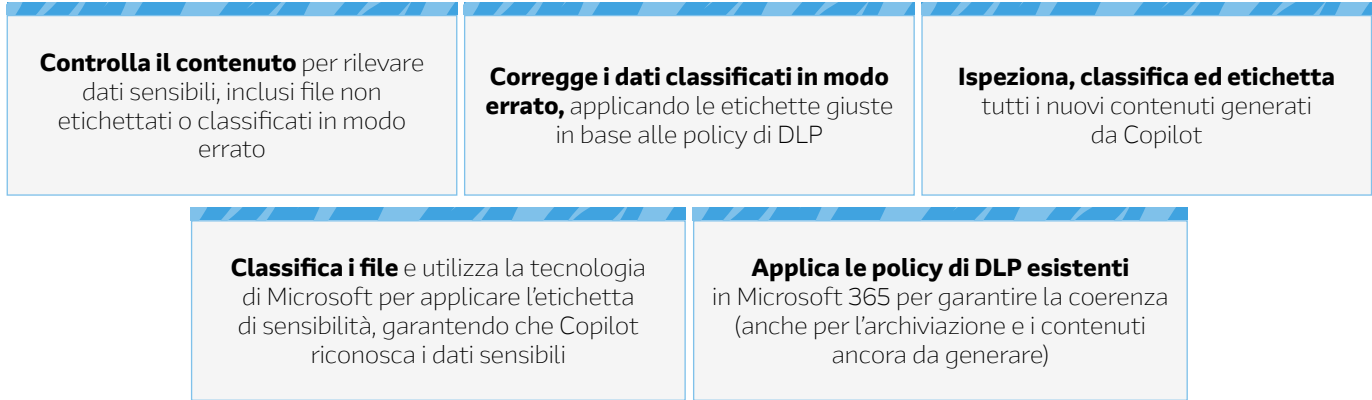 Controlla il contenuto per rilevare
dati sensibili, inclusi file non
etichettati o classificati in modo
errato
Corregge i dati classificati in modo
errato, applicando le etichette giuste
in base alle policy di DLP
Ispeziona, classifica ed etichetta
tutti i nuovi contenuti generati
da Copilot
Classifica i file e utilizza la tecnologia
di Microsoft per applicare l’etichetta
di sensibilità, garantendo che Copilot
riconosca i dati sensibili
Applica le policy di DLP esistenti
in Microsoft 365 per garantire la coerenza
(anche per l’archiviazione e i contenuti
ancora da generare)